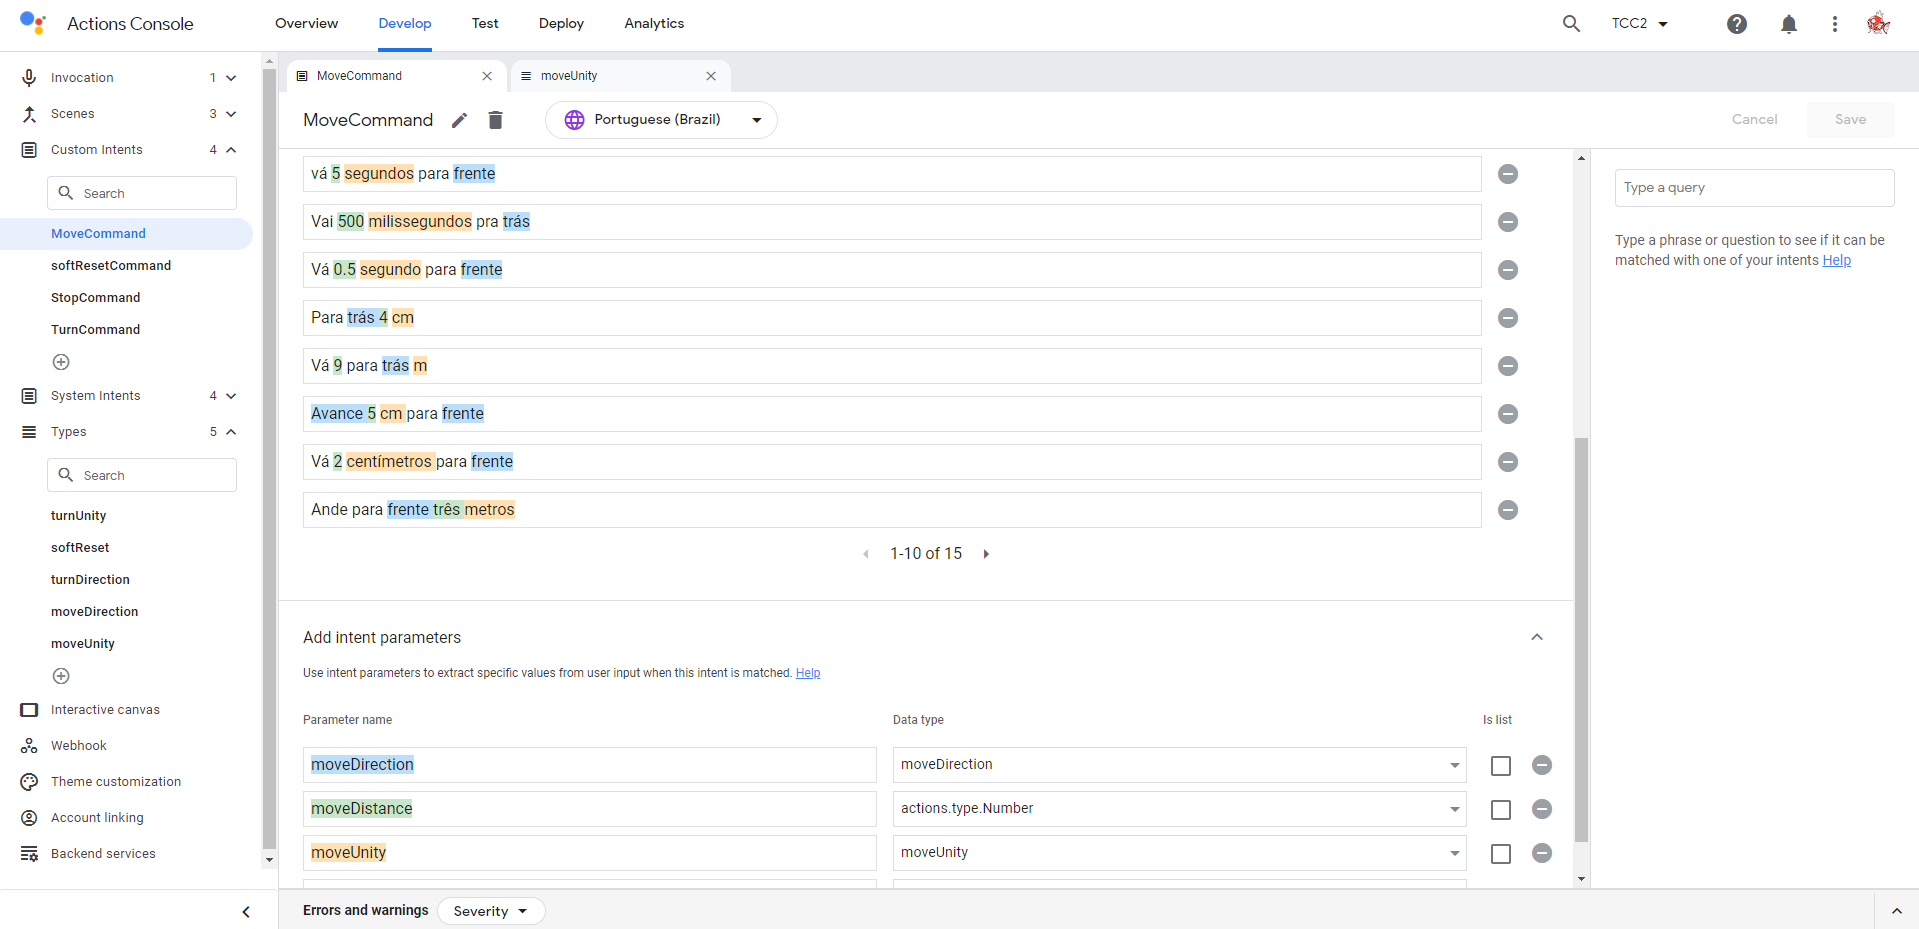 Actions Console
Overview
Develop
Test
Deploy
Analytics
TCC2
Invocation 1
Scenes 3
Custom Intents 4
Search
MoveCommand
softResetCommand
StopCommand
TurnCommand
System Intents 4
Types 5
Search
turnUnity
softReset
turnDirection
moveDirection
moveUnity
Interactive canvas
Webhook
Theme customization
Account linking
Backend services
MoveCommand
moveUnity
MoveCommand
Portuguese (Brazil)
Cancel
Save
vá 5 segundos para frente
Vai 500 milissegundos pra trás
Vá 0.5 segundo para frente
Para trás 4 cm
Vá 9 para trás m
Avance 5 cm para frente
Vá 2 centímetros para frente
Ande para frente três metros
1-10 of 15
Add intent parameters
Use intent parameters to extract specific values from user input when this intent is matched. Help
Parameter name
Data type
Is list
moveDirection
moveDirection
moveDistance
actions.type.Number
moveUnity
moveUnity
Type a query
Type a phrase or question to see if it can be
matched with one of your intents Help
Errors and warnings
Severity